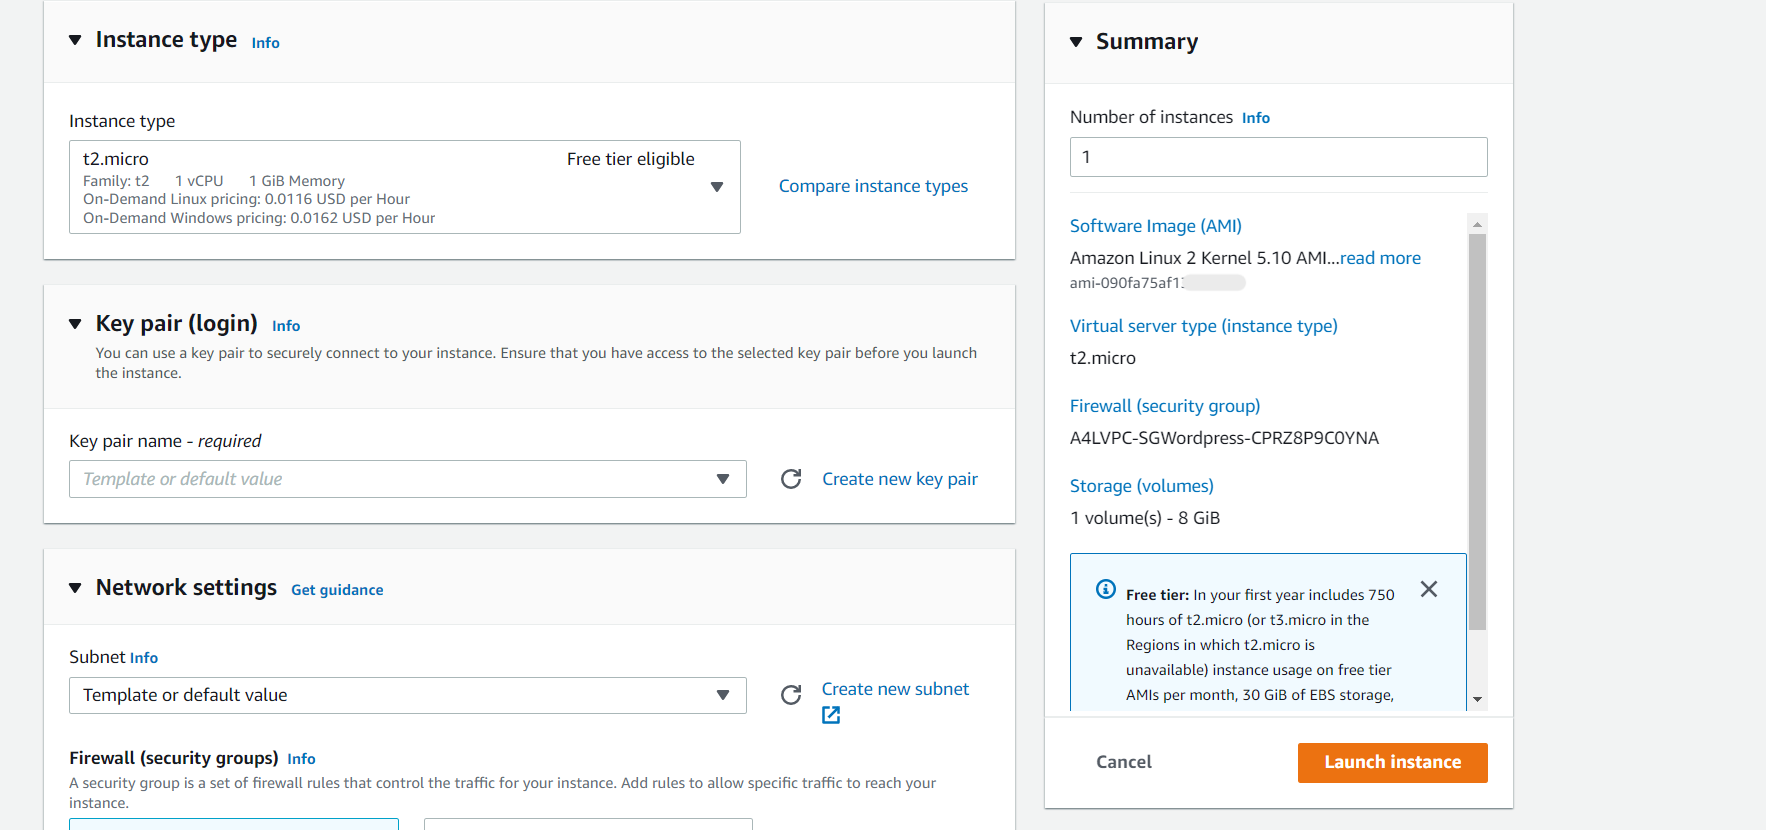 Instance type Info
Instance type
t2.micro Free tier eligible
Family: t2 1 vCPU 1 GiB Memory
On-Demand Linux pricing: 0.0116 USD per Hour
On-Demand Windows pricing: 0.0162 USD per Hour
Compare instance types
Key pair (login) Info
You can use a key pair to securely connect to your instance. Ensure that you have access to the selected key pair before you launch
the instance.
Key pair name - required
Template or default value
Create new key pair
Network settings Get guidance
Subnet Info
Template or default value
Create new subnet
Firewall (security groups) Info
A security group is a set of firewall rules that control the traffic for your instance. Add rules to allow specific traffic to reach your
instance.
Summary
Number of instances Info
1
Software Image (AMI)
Amazon Linux 2 Kernel 5.10 AMI...read more
Virtual server type (instance type)
t2.micro
Firewall (security group)
A4LVPC-SGWordpress-CPRZ8P9C0YNA
Storage (volumes)
1 volume(s) - 8 GiB
Free tier: In your first year includes 750
hours of t2.micro (or t3.micro in the
Regions in which t2.micro is
unavailable) instance usage on free tier
AMIs per month, 30 GiB of EBS storage,
Cancel
Launch instance